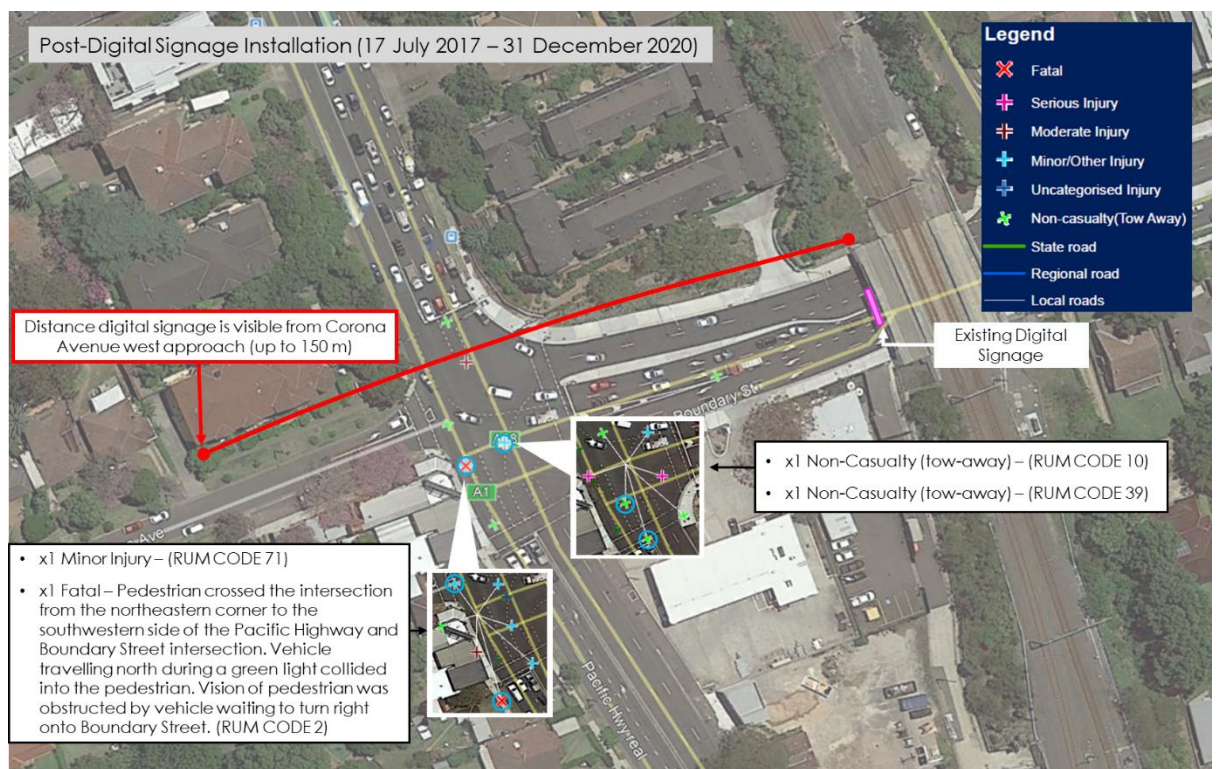 Post-Digital Signage Installation (17 July 2017 – 31 December 2020)
Legend
Fatal
Serious Injury
Moderate Injury
Minor/Other Injury
Uncategorised Injury
Non-casualty(Tow Away)
State road
Regional road
Local roads
Distance digital signage is visible from Corona
Avenue west approach (up to 150 m)
Existing Digital
Signage
Boundary St
A1
Ave
Pacific Hwy
• x1 Non-Casualty (tow-away) – (RUM CODE 10)
• x1 Non-Casualty (tow-away) – (RUM CODE 39)
• x1 Minor Injury – (RUM CODE 71)
• x1 Fatal – Pedestrian crossed the intersection
from the northeastern corner to the
southwestern side of the Pacific Highway and
Boundary Street intersection. Vehicle
travelling north during a green light collided
into the pedestrian. Vision of pedestrian was
obstructed by vehicle waiting to turn right
onto Boundary Street. (RUM CODE 2)